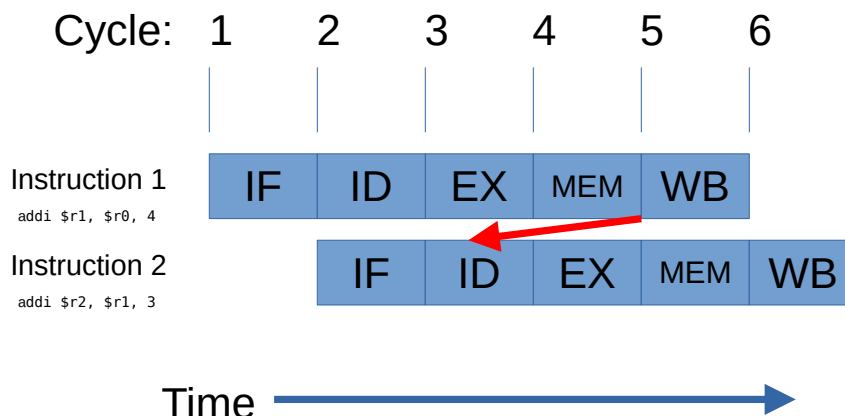 Cycle: 1 2 3 4 5 6
Instruction 1 IF ID EX MEM WB
addi $r1, $r0, 4
Instruction 2 IF ID EX MEM WB
addi $r2, $r1, 3
Time